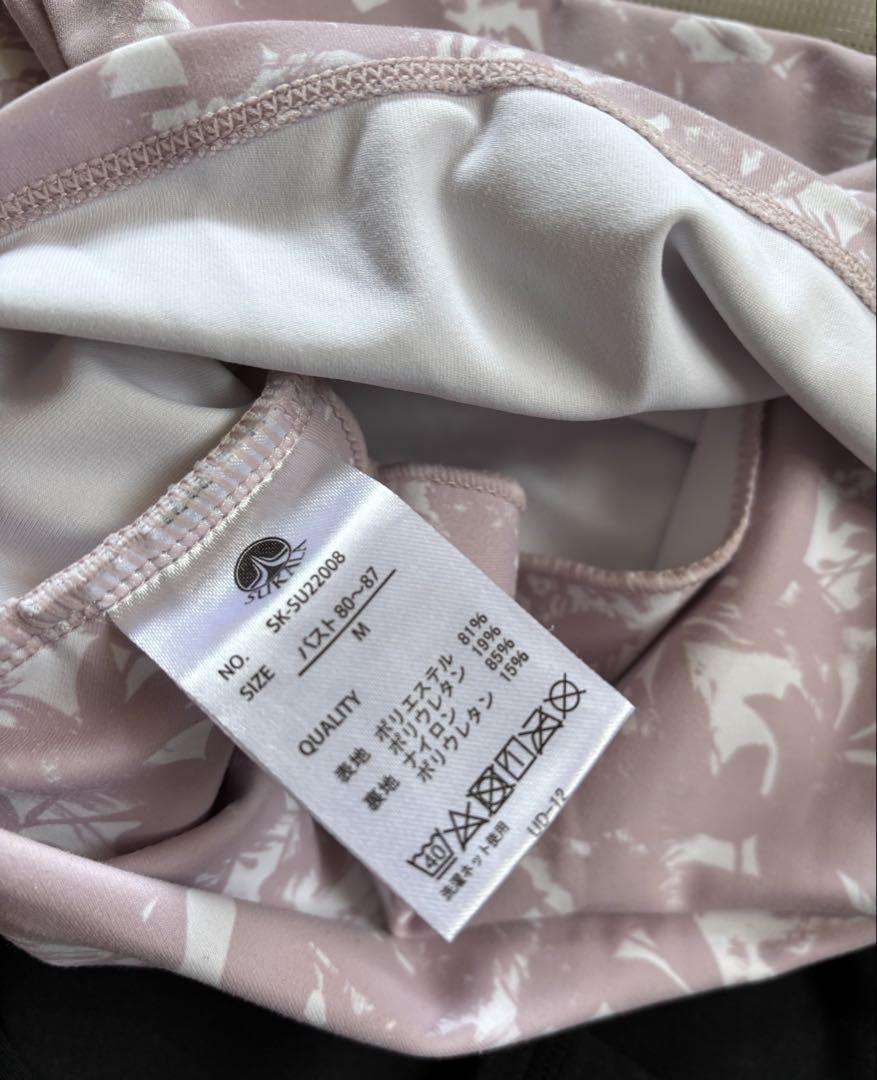 SUKALA
NO. SK-SU22008
SIZE バスト80～87
M
QUALITY
表地 ポリエステル 81%
ポリウレタン 19%
裏地 ナイロン 85%
ポリウレタン 15%
40
洗濯ネット使用
UD-12